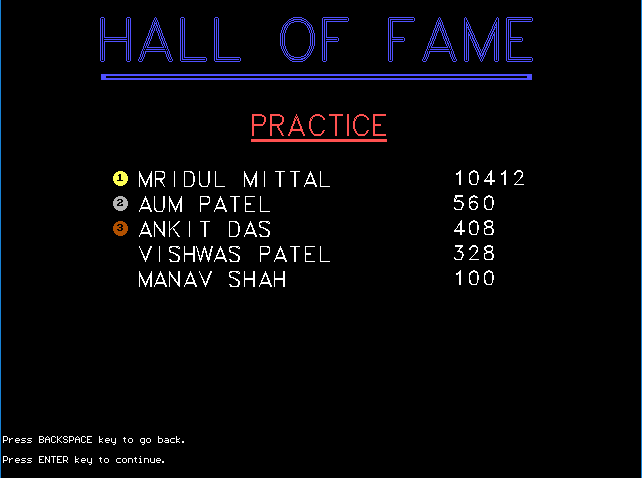 HALL OF FAME
PRACTICE
1 MRIDUL MITTAL 10412
2 AUM PATEL 560
3 ANKIT DAS 408
VISHWAS PATEL 328
MANAV SHAH 100
Press BACKSPACE key to go back.
Press ENTER key to continue.